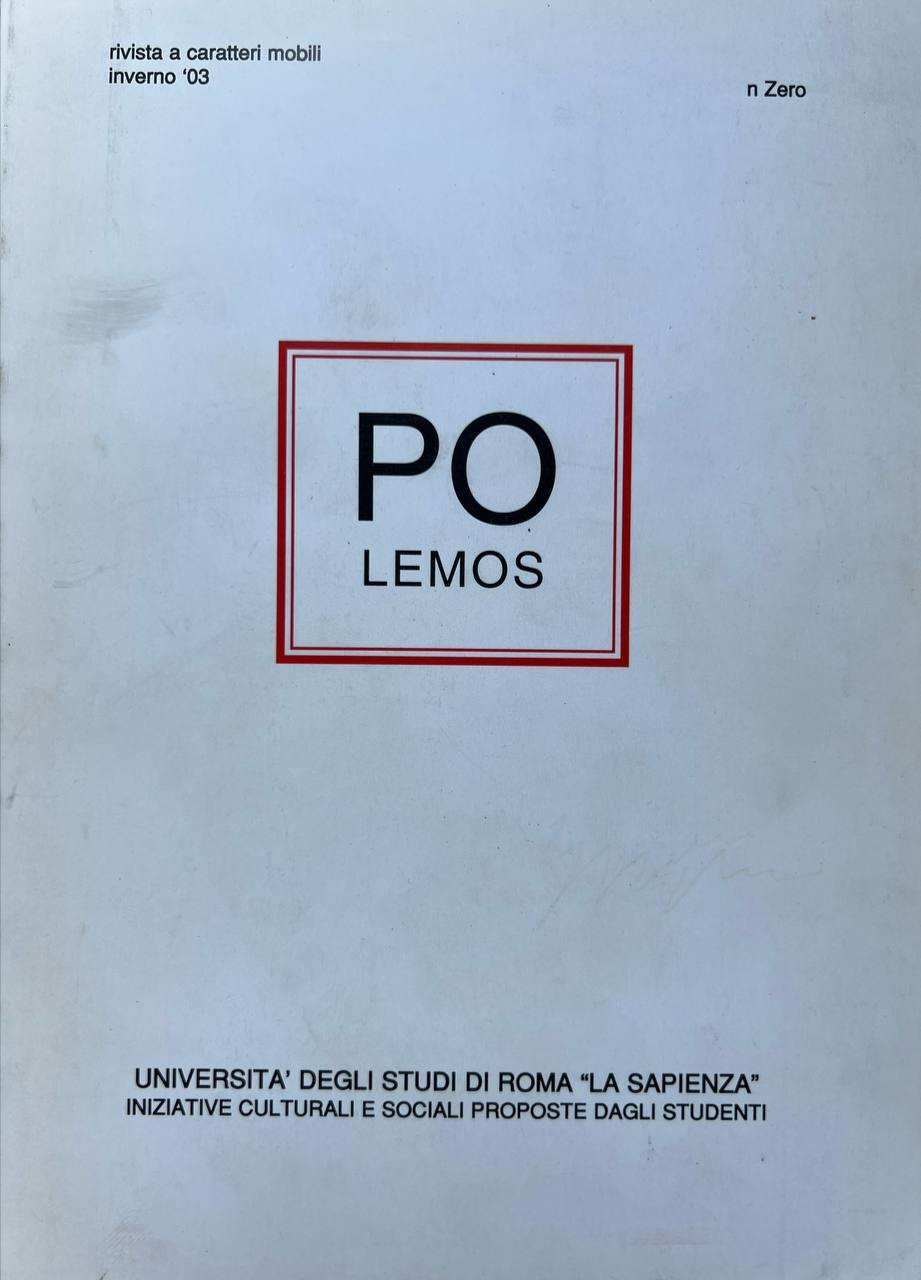 rivista a caratteri mobili
inverno ‘03
n Zero
PO
LEMOS
UNIVERSITA’ DEGLI STUDI DI ROMA “LA SAPIENZA”
INIZIATIVE CULTURALI E SOCIALI PROPOSTE DAGLI STUDENTI